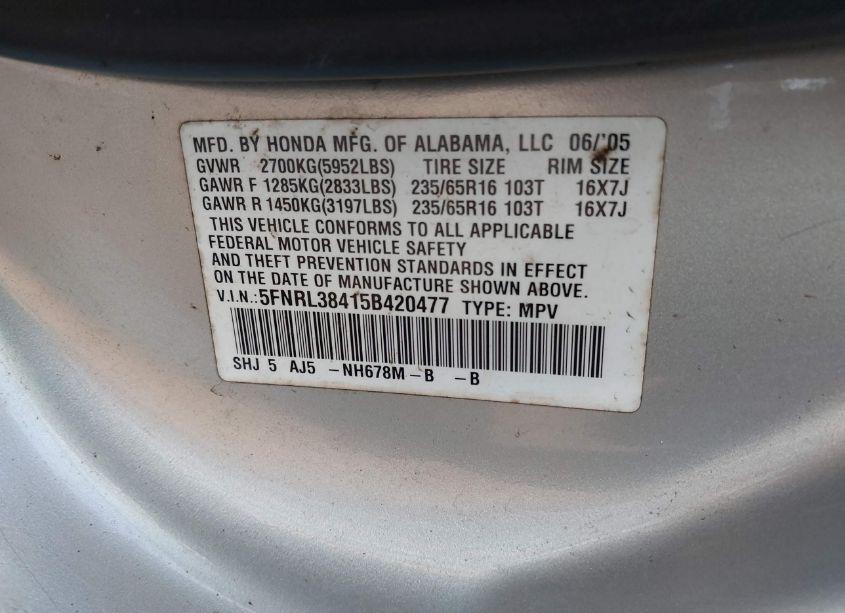 MFD. BY HONDA MFG. OF ALABAMA, LLC 06/'05
GVWR 2700KG(5952LBS) TIRE SIZE RIM SIZE
GAWR F 1285KG(2833LBS) 235/65R16 103T 16X7J
GAWR R 1450KG(3197LBS) 235/65R16 103T 16X7J
THIS VEHICLE CONFORMS TO ALL APPLICABLE
FEDERAL MOTOR VEHICLE SAFETY
AND THEFT PREVENTION STANDARDS IN EFFECT
ON THE DATE OF MANUFACTURE SHOWN ABOVE.
V.I.N.:5FNRL38415B420477 TYPE: MPV
SHJ 5 AJ5 -NH678M-B -B